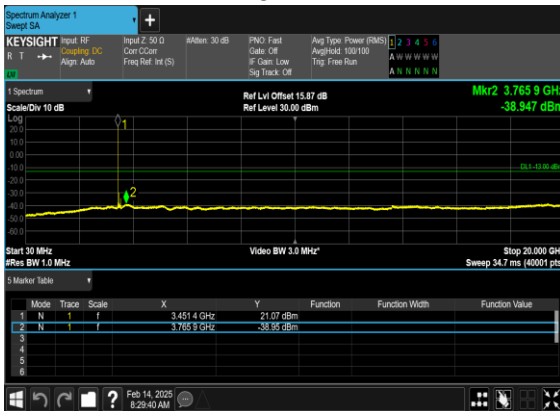 Spectrum Analyzer 1
Swept SA
+
KEYSIGHT
R T
Input: RF
Coupling: DC
Align: Auto
Input Z: 50 Ω
Corr CCorr
Freq Ref: Int (S)
#Atten: 30 dB
PNO: Fast
Gate: Off
IF Gain: Low
Sig Track: Off
Avg Type: Power (RMS)
Avg|Hold: 100/100
Trig: Free Run
1 2 3 4 5 6
A W W W W W
A N N N N N
1 Spectrum
Scale/Div 10 dB
Ref Lvl Offset 15.87 dB
Ref Level 30.00 dBm
Mkr2 3.765 9 GHz
-38.947 dBm
Log
20.0
10.0
0.00
-10.0
-20.0
-30.0
-40.0
-50.0
-60.0
1
2
DL1 -13.00 dBm
Start 30 MHz
#Res BW 1.0 MHz
Video BW 3.0 MHz*
Stop 20.000 GHz
Sweep 34.7 ms (40001 pts)
5 Marker Table
Mode Trace Scale X Y Function Function Width Function Value
1 N 1 f 3.451 4 GHz 21.07 dBm
2 N 1 f 3.765 9 GHz -38.95 dBm
3
4
5
6
?
Feb 14, 2025
8:29:40 AM